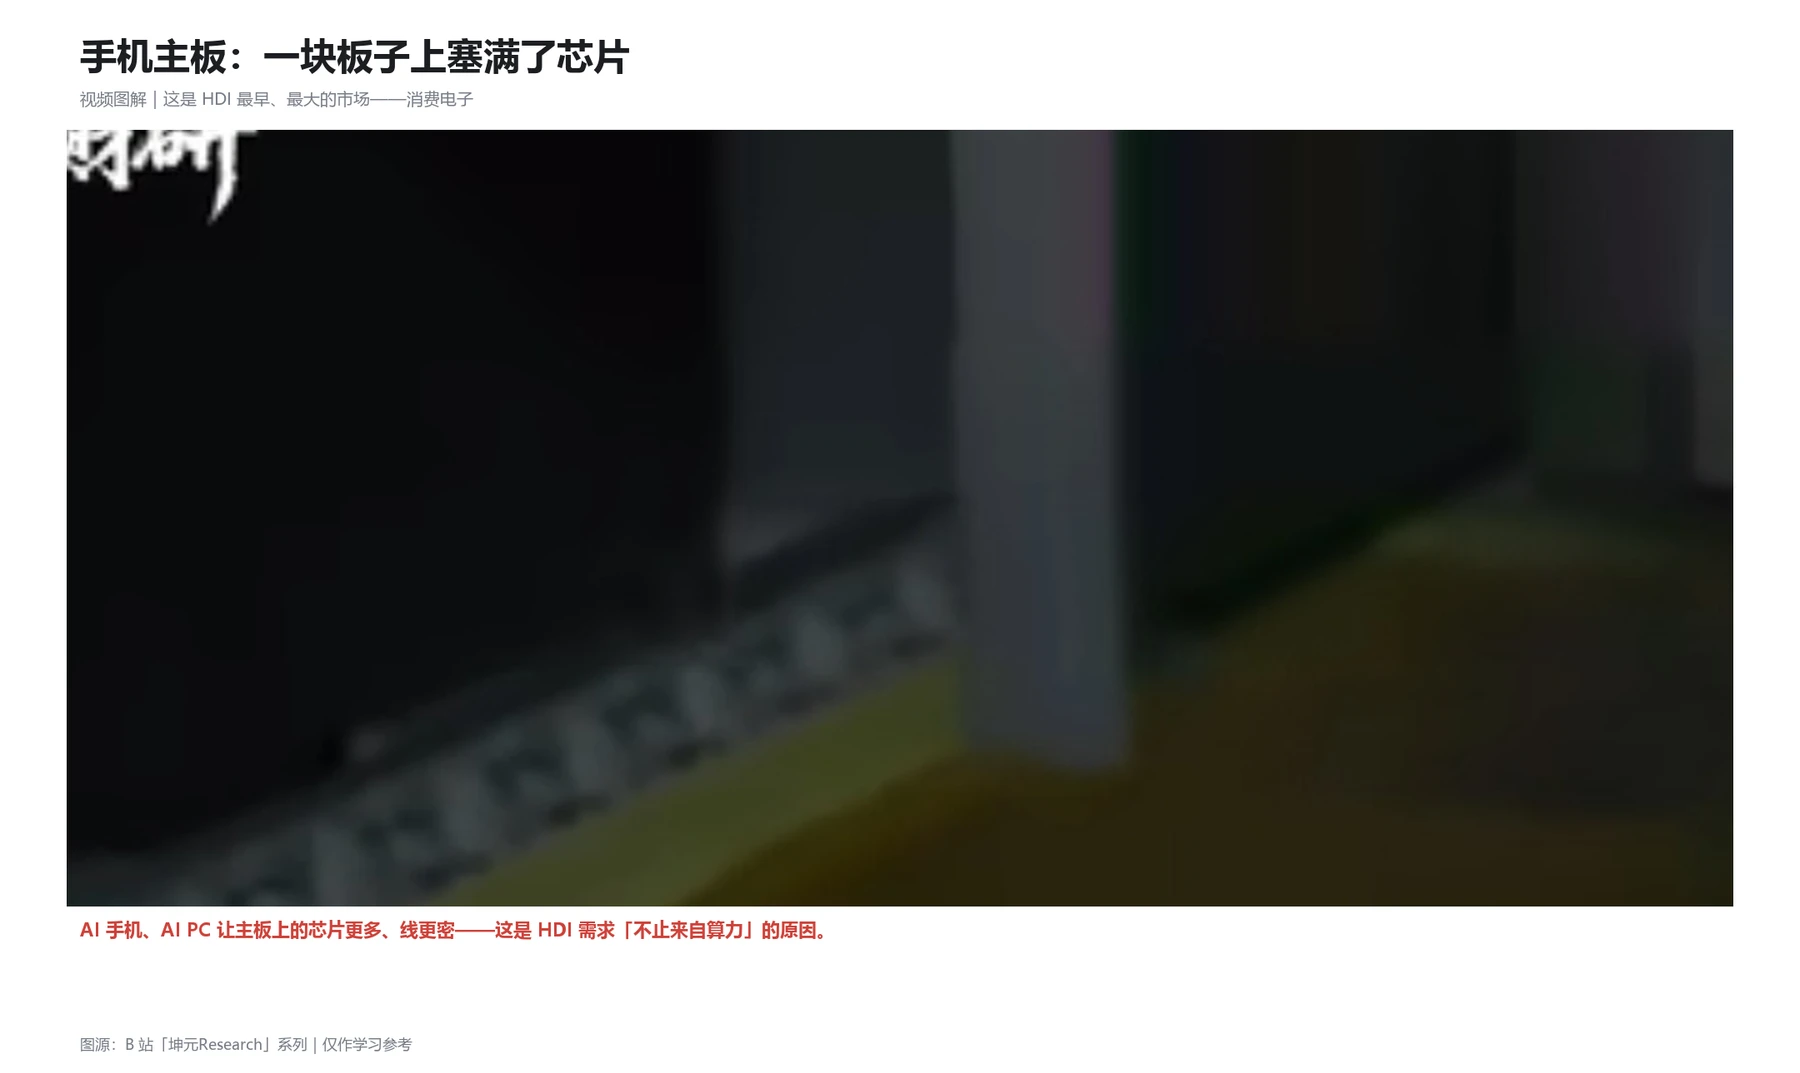 手机主板：一块板子上塞满了芯片
视频图解｜这是 HDI 最早、最大的市场——消费电子
AI 手机、AI PC 让主板上的芯片更多、线更密——这是 HDI 需求「不止来自算力」的原因。
图源：B 站「坤元Research」系列｜仅作学习参考